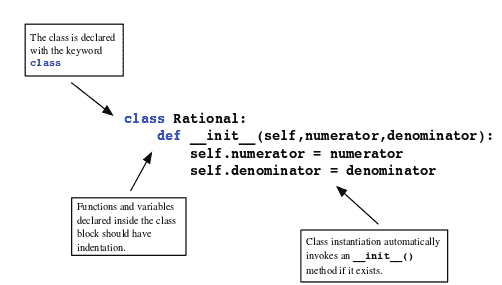 The class is declared
with the keyword
class
class Rational:
def __init__(self,numerator,denominator):
self.numerator = numerator
self.denominator = denominator
Functions and variables
declared inside the class
block should have
indentation.
Class instantiation automatically
invokes an __init__()
method if it exists.